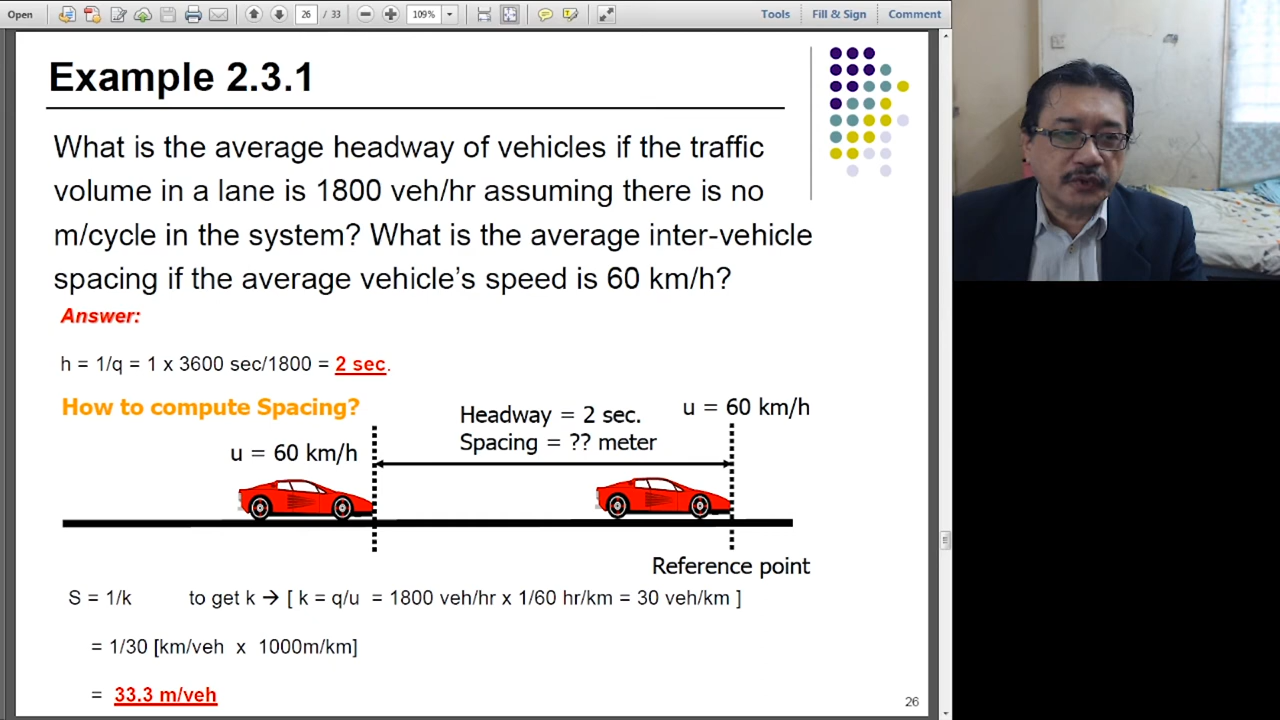 Open
26 / 33
109%
Tools
Fill & Sign
Comment
Example 2.3.1
What is the average headway of vehicles if the traffic
volume in a lane is 1800 veh/hr assuming there is no
m/cycle in the system? What is the average inter-vehicle
spacing if the average vehicle’s speed is 60 km/h?
Answer:
h = 1/q = 1 x 3600 sec/1800 = 2 sec.
How to compute Spacing?
Headway = 2 sec.
u = 60 km/h
Spacing = ?? meter
u = 60 km/h
Reference point
S = 1/k to get k → [ k = q/u = 1800 veh/hr x 1/60 hr/km = 30 veh/km ]
= 1/30 [km/veh x 1000m/km]
= 33.3 m/veh
26